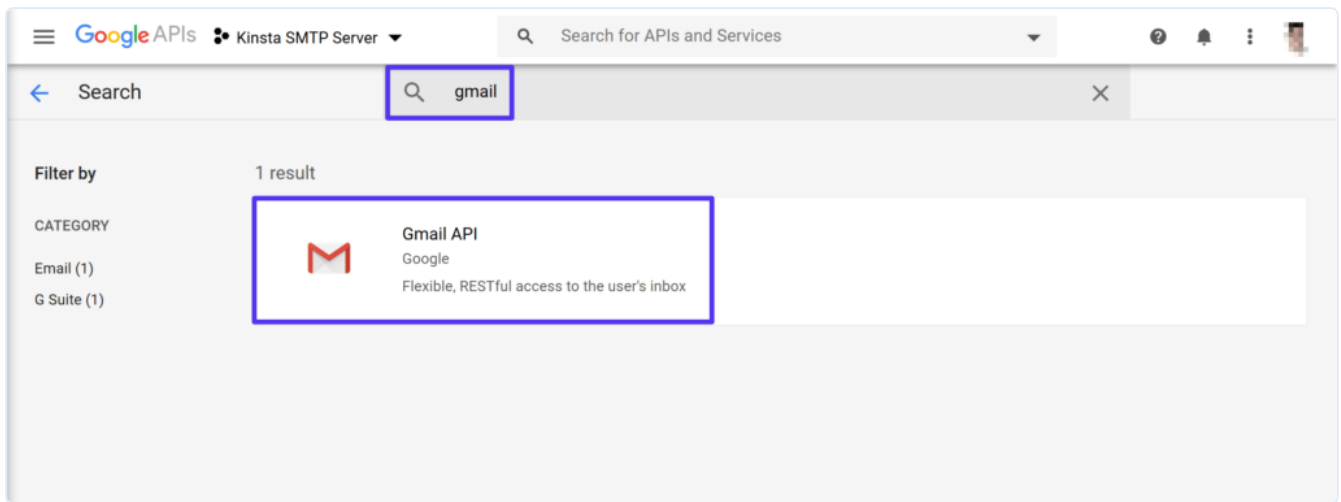 Google APIs Kinsta SMTP Server Search for APIs and Services
Search gmail
Filter by
1 result
CATEGORY
Email (1)
G Suite (1)
Gmail API
Google
Flexible, RESTful access to the user's inbox